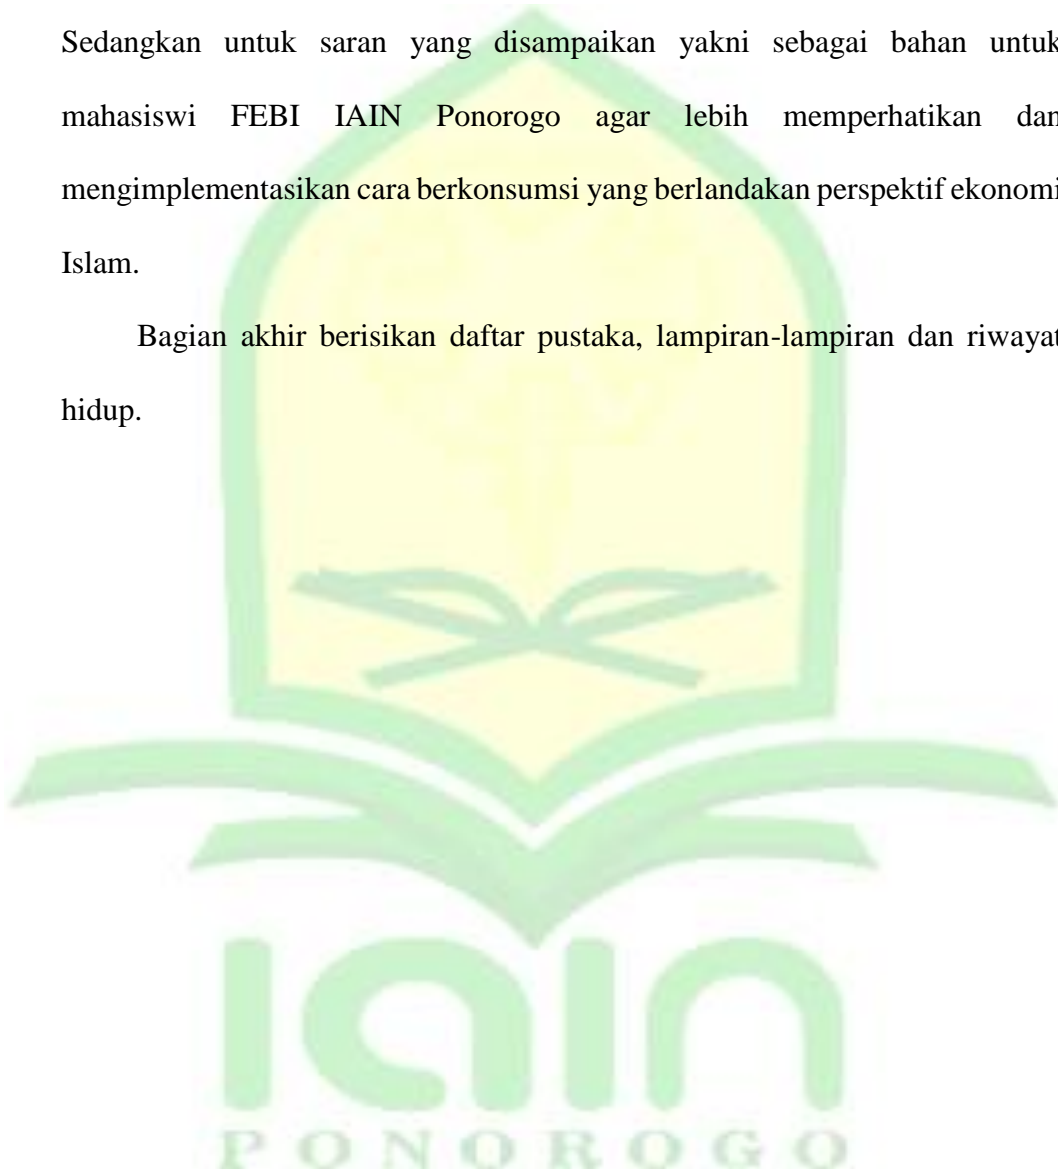 Sedangkan untuk saran yang disampaikan yakni sebagai bahan untuk
mahasiswi FEBI IAIN Ponorogo agar lebih memperhatikan dan
mengimplementasikan cara berkonsumsi yang berlandakan perspektif ekonomi
Islam.
Bagian akhir berisikan daftar pustaka, lampiran-lampiran dan riwayat
hidup.
IAIN
PONOROGO